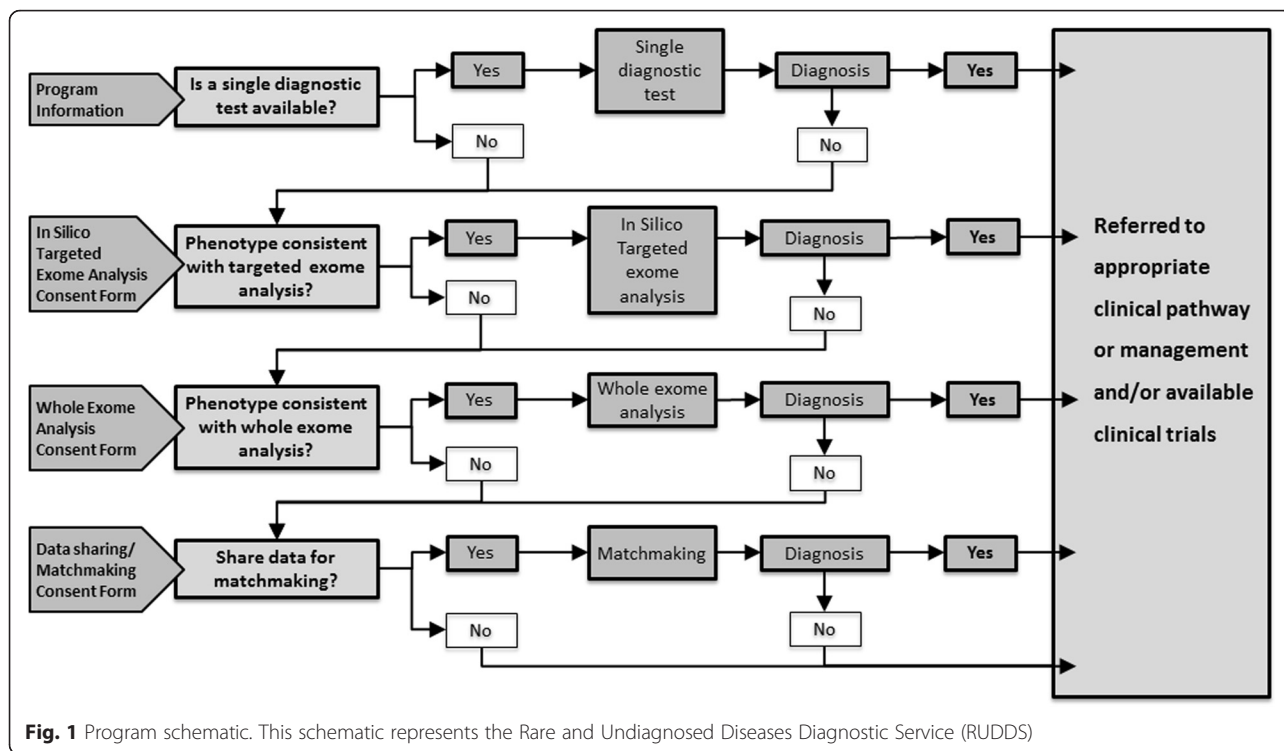 Program
Information
Is a single diagnostic
test available?
Yes
No
Single
diagnostic
test
Diagnosis
No
Yes
In Silico
Targeted
Exome Analysis
Consent Form
Phenotype consistent
with targeted exome
analysis?
Yes
No
In Silico
Targeted
exome
analysis
Diagnosis
No
Yes
Whole Exome
Analysis
Consent Form
Phenotype consistent
with whole exome
analysis?
Yes
No
Whole exome
analysis
Diagnosis
No
Yes
Data sharing/
Matchmaking
Consent Form
Share data for
matchmaking?
Yes
No
Matchmaking
Diagnosis
No
Yes
Referred to
appropriate
clinical pathway
or management
and/or available
clinical trials
Fig. 1 Program schematic. This schematic represents the Rare and Undiagnosed Diseases Diagnostic Service (RUDDS)